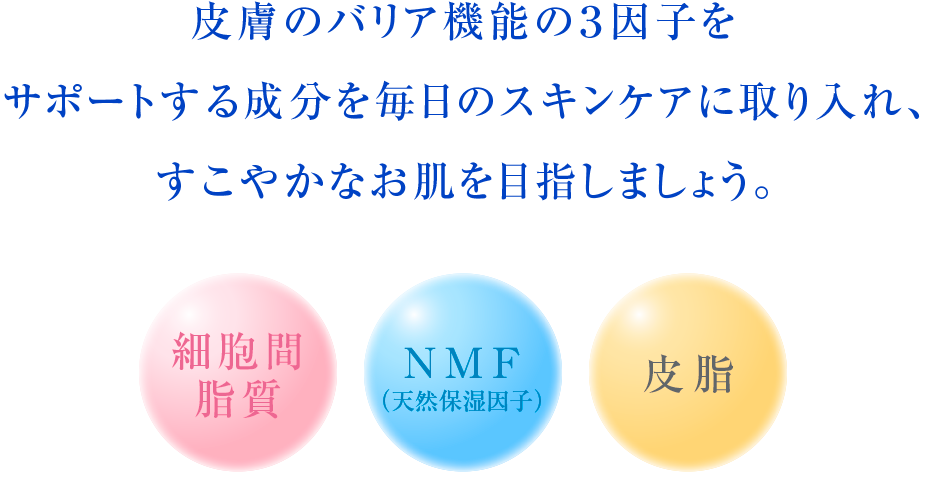 皮膚のバリア機能の3因子を
サポートする成分を毎日のスキンケアに取り入れ、
すこやかなお肌を目指しましょう。
細胞間
脂質
NMF
（天然保湿因子）
皮脂